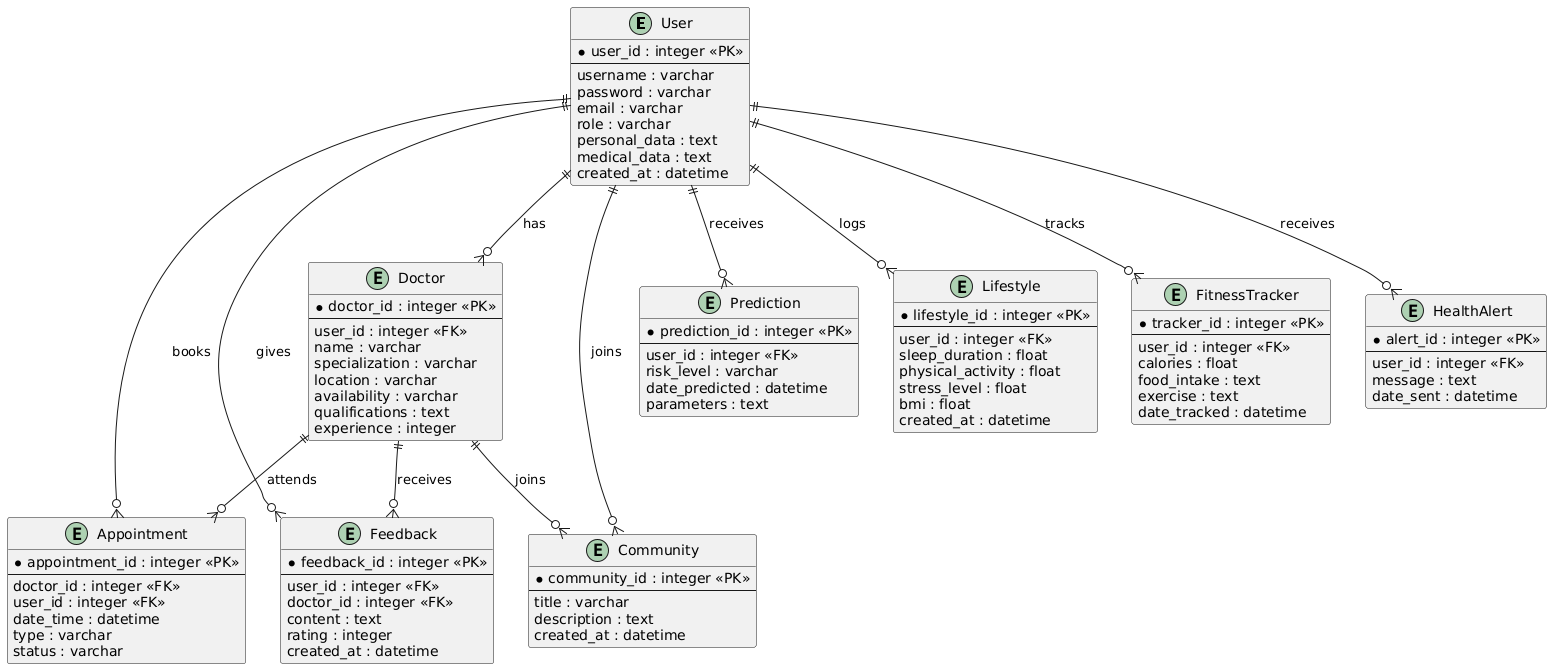 E User
* user_id : integer «PK»
username : varchar
password : varchar
email : varchar
role : varchar
personal_data : text
medical_data : text
created_at : datetime
has
receives
logs
tracks
receives
E Doctor
* doctor_id : integer «PK»
user_id : integer «FK»
name : varchar
specialization : varchar
location : varchar
availability : varchar
qualifications : text
experience : integer
E Prediction
* prediction_id : integer «PK»
user_id : integer «FK»
risk_level : varchar
date_predicted : datetime
parameters : text
E Lifestyle
* lifestyle_id : integer «PK»
user_id : integer «FK»
sleep_duration : float
physical_activity : float
stress_level : float
bmi : float
created_at : datetime
E FitnessTracker
* tracker_id : integer «PK»
user_id : integer «FK»
calories : float
food_intake : text
exercise : text
date_tracked : datetime
E HealthAlert
* alert_id : integer «PK»
user_id : integer «FK»
message : text
date_sent : datetime
books
gives
joins
attends
receives
joins
E Appointment
* appointment_id : integer «PK»
doctor_id : integer «FK»
user_id : integer «FK»
date_time : datetime
type : varchar
status : varchar
E Feedback
* feedback_id : integer «PK»
user_id : integer «FK»
doctor_id : integer «FK»
content : text
rating : integer
created_at : datetime
E Community
* community_id : integer «PK»
title : varchar
description : text
created_at : datetime